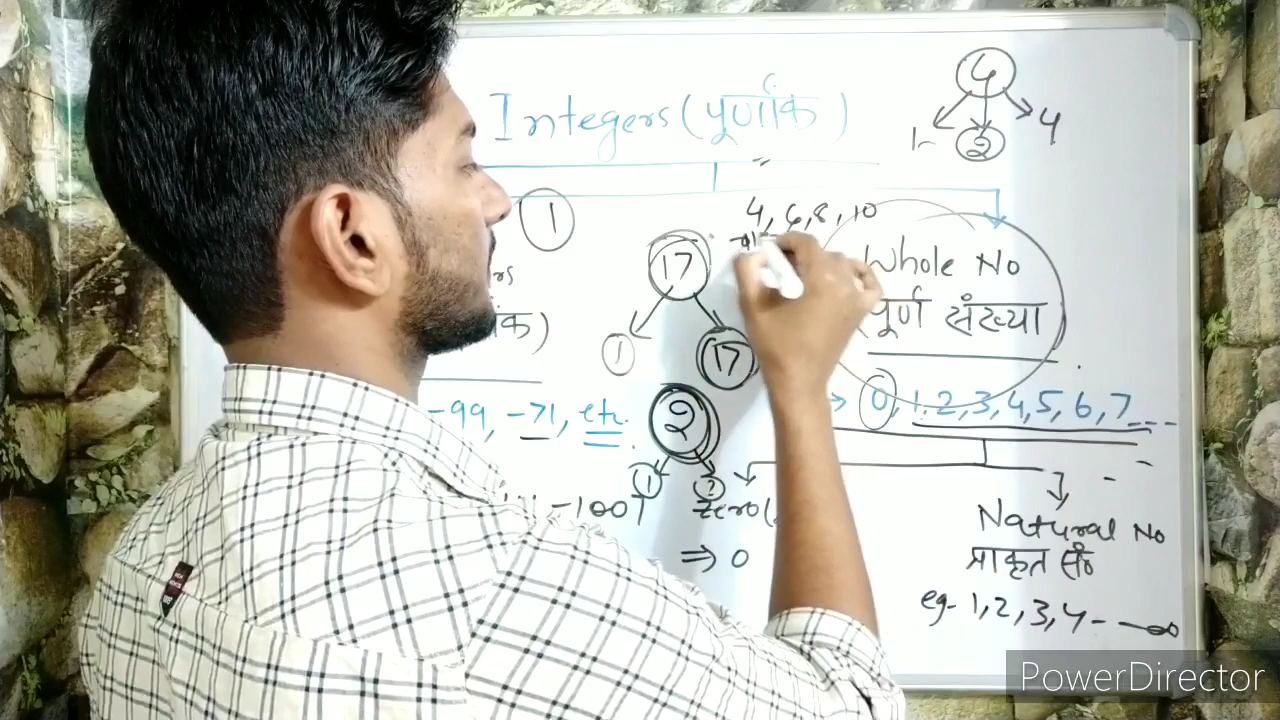 Integers (पूर्णांक)
4
1 2 4
1
4, 6, 8, 10
17
1 17
Whole No
पूर्ण संख्या
0, 1, 2, 3, 4, 5, 6, 7 ---
-99, -71, etc.
2
1 2
-100
Zero(
⇒ 0
Natural No
प्राकृत सं०
eg- 1, 2, 3, 4 - — ∞
PowerDirector